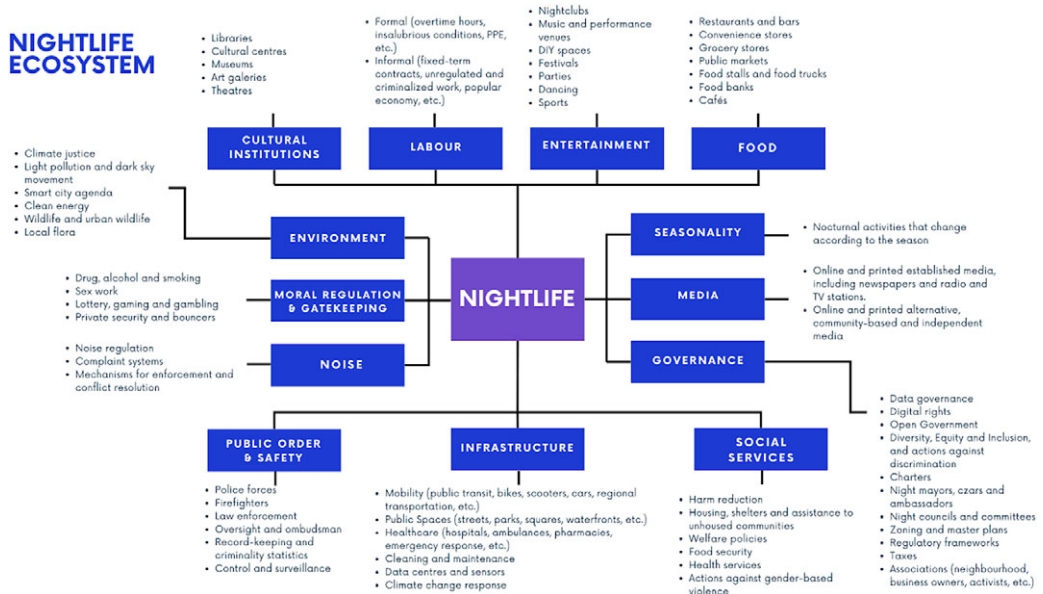 NIGHTLIFE
ECOSYSTEM
• Libraries
• Cultural centres
• Museums
• Art galeries
• Theatres
CULTURAL
INSTITUTIONS
• Formal (overtime hours,
insalubrious conditions, PPE,
etc.)
• Informal (fixed-term
contracts, unregulated and
criminalized work, popular
economy, etc.)
LABOUR
• Nightclubs
• Music and performance
venues
• DIY spaces
• Festivals
• Parties
• Dancing
• Sports
ENTERTAINMENT
• Restaurants and bars
• Convenience stores
• Grocery stores
• Public markets
• Food stalls and food trucks
• Food banks
• Cafés
FOOD
• Climate justice
• Light pollution and dark sky
movement
• Smart city agenda
• Clean energy
• Wildlife and urban wildlife
• Local flora
ENVIRONMENT
• Drug, alcohol and smoking
• Sex work
• Lottery, gaming and gambling
• Private security and bouncers
MORAL REGULATION
& GATEKEEPING
• Noise regulation
• Complaint systems
• Mechanisms for enforcement and
conflict resolution
NOISE
NIGHTLIFE
SEASONALITY
• Nocturnal activities that change
according to the season
MEDIA
• Online and printed established media,
including newspapers and radio and
TV stations.
• Online and printed alternative,
community-based and independent
media
GOVERNANCE
• Data governance
• Digital rights
• Open Government
• Diversity, Equity and Inclusion,
and actions against
discrimination
• Charters
• Night mayors, czars and
ambassadors
• Night councils and committees
• Zoning and master plans
• Regulatory frameworks
• Taxes
• Associations (neighbourhood,
business owners, activists, etc.)
PUBLIC ORDER
& SAFETY
• Police forces
• Firefighters
• Law enforcement
• Oversight and ombudsman
• Record-keeping and
criminality statistics
• Control and surveillance
INFRASTRUCTURE
• Mobility (public transit, bikes, scooters, cars, regional
transportation, etc.)
• Public Spaces (streets, parks, squares, waterfronts, etc.)
• Healthcare (hospitals, ambulances, pharmacies,
emergency response, etc.)
• Cleaning and maintenance
• Data centres and sensors
• Climate change response
SOCIAL
SERVICES
• Harm reduction
• Housing, shelters and assistance to
unhoused communities
• Welfare policies
• Food security
• Health services
• Actions against gender-based
violence